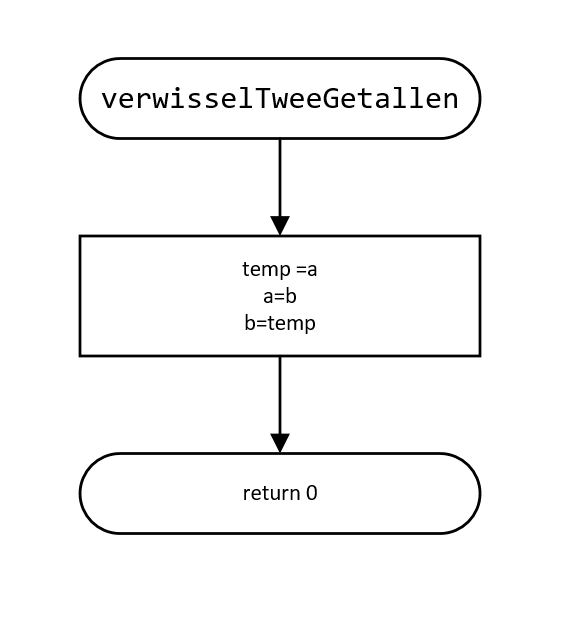 verwisselTweeGetallen
temp =a
a=b
b=temp
return 0